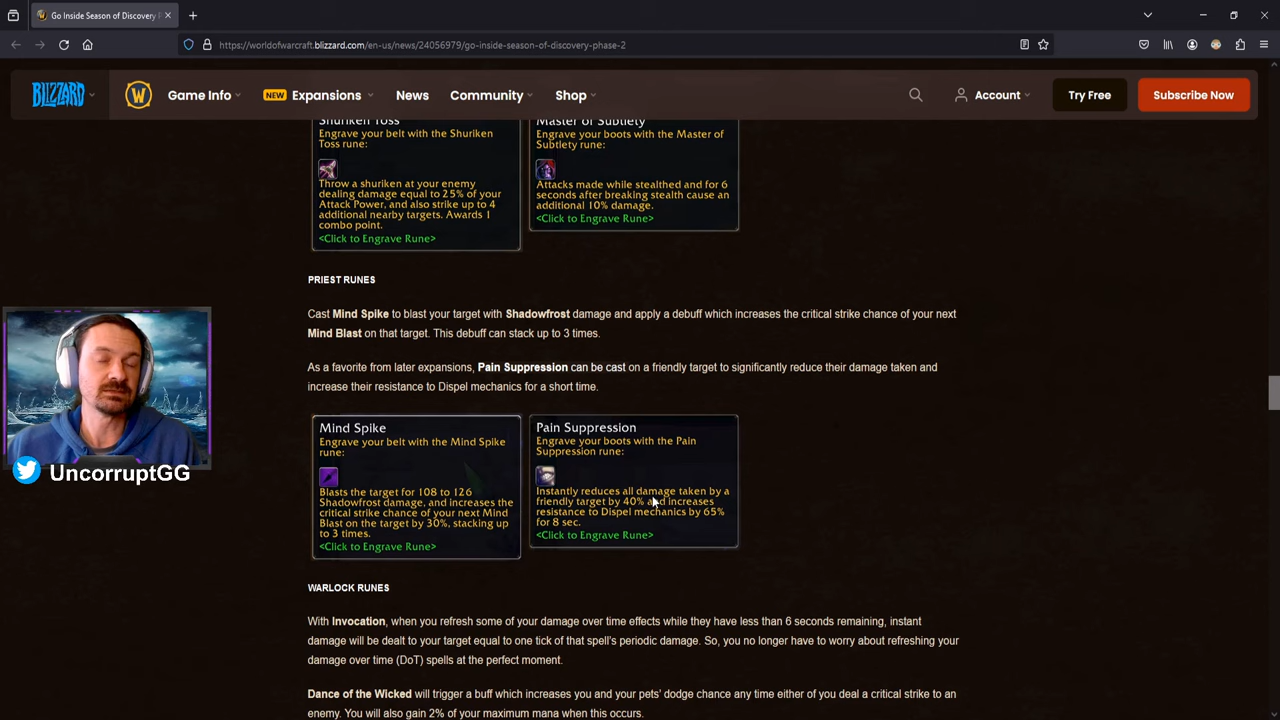 Go Inside Season of Discovery
https://worldofwarcraft.blizzard.com/en-us/news/24056979/go-inside-season-of-discovery-phase-2
BLIZZARD
Game Info
NEW Expansions
News
Community
Shop
Account
Try Free
Subscribe Now
Shuriken Toss
Engrave your belt with the Shuriken
Toss rune:
Throw a shuriken at your enemy
dealing damage equal to 25% of your
Attack Power, and also strike up to 4
additional nearby targets. Awards 1
combo point.
<Click to Engrave Rune>
Master of Subtlety
Engrave your boots with the Master of
Subtlety rune:
Attacks made while stealthed and for 6
seconds after breaking stealth cause an
additional 10% damage.
<Click to Engrave Rune>
PRIEST RUNES
Cast Mind Spike to blast your target with Shadowfrost damage and apply a debuff which increases the critical strike chance of your next
Mind Blast on that target. This debuff can stack up to 3 times.
As a favorite from later expansions, Pain Suppression can be cast on a friendly target to significantly reduce their damage taken and
increase their resistance to Dispel mechanics for a short time.
Mind Spike
Engrave your belt with the Mind Spike
rune:
Blasts the target for 108 to 126
Shadowfrost damage, and increases the
critical strike chance of your next Mind
Blast on the target by 30%, stacking up
to 3 times.
<Click to Engrave Rune>
Pain Suppression
Engrave your boots with the Pain
Suppression rune:
Instantly reduces all damage taken by a
friendly target by 40% and increases
resistance to Dispel mechanics by 65%
for 8 sec.
<Click to Engrave Rune>
UncorruptGG
WARLOCK RUNES
With Invocation, when you refresh some of your damage over time effects while they have less than 6 seconds remaining, instant
damage will be dealt to your target equal to one tick of that spell's periodic damage. So, you no longer have to worry about refreshing your
damage over time (DoT) spells at the perfect moment.
Dance of the Wicked will trigger a buff which increases you and your pets' dodge chance any time either of you deal a critical strike to an
enemy. You will also gain 2% of your maximum mana when this occurs.